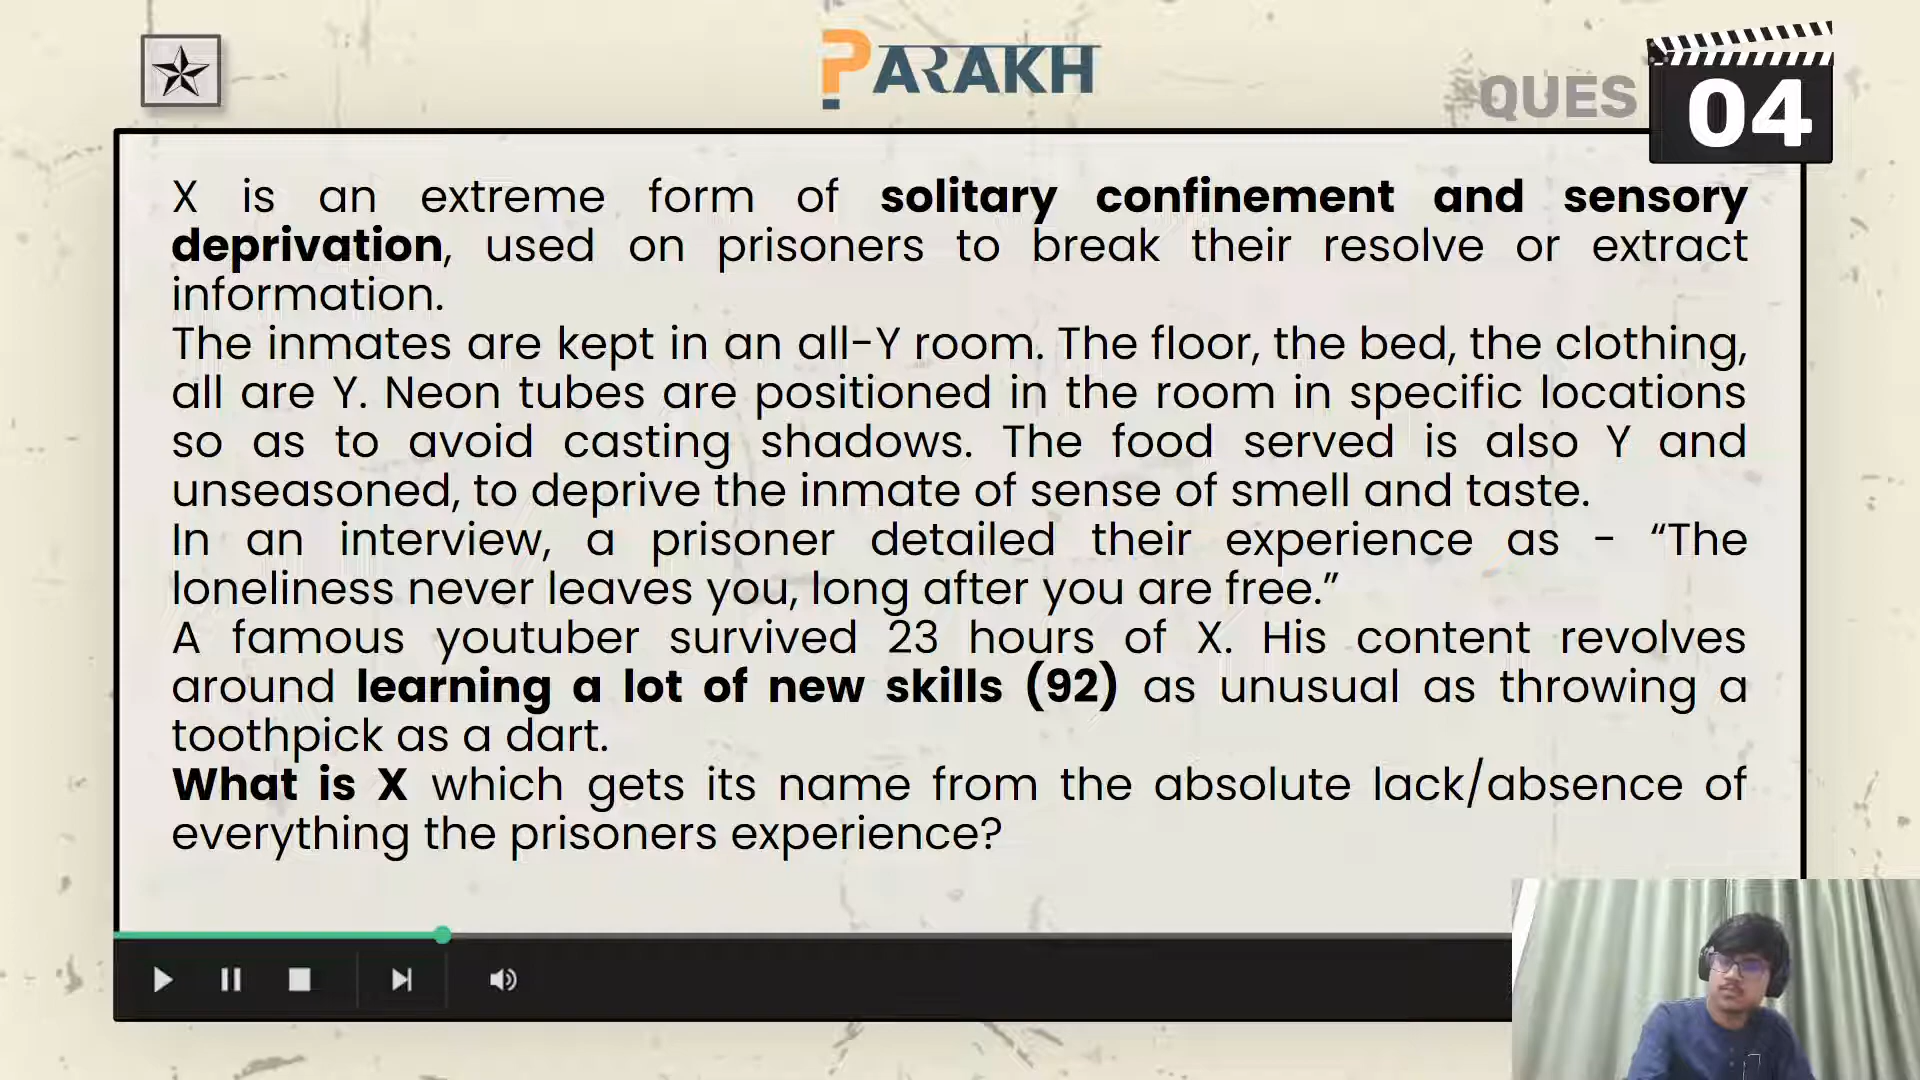 ?ARAKH
QUES
04
X is an extreme form of solitary confinement and sensory
deprivation, used on prisoners to break their resolve or extract
information.
The inmates are kept in an all-Y room. The floor, the bed, the clothing,
all are Y. Neon tubes are positioned in the room in specific locations
so as to avoid casting shadows. The food served is also Y and
unseasoned, to deprive the inmate of sense of smell and taste.
In an interview, a prisoner detailed their experience as - “The
loneliness never leaves you, long after you are free.”
A famous youtuber survived 23 hours of X. His content revolves
around learning a lot of new skills (92) as unusual as throwing a
toothpick as a dart.
What is X which gets its name from the absolute lack/absence of
everything the prisoners experience?